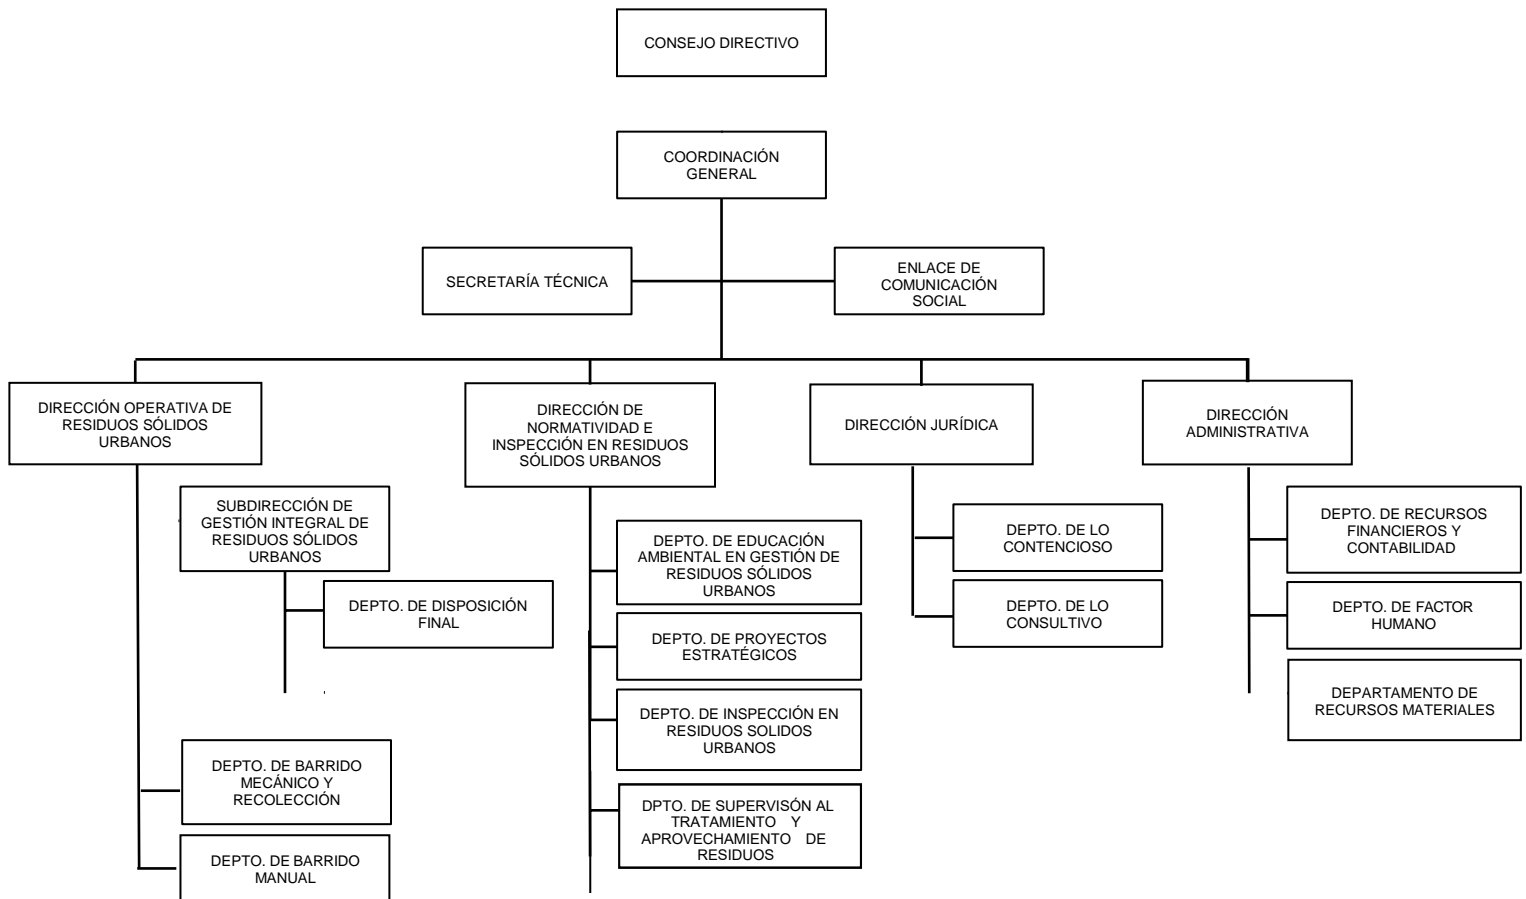 CONSEJO DIRECTIVO
COORDINACIÓN
GENERAL
SECRETARÍA TÉCNICA
ENLACE DE
COMUNICACIÓN
SOCIAL
DIRECCIÓN OPERATIVA DE
RESIDUOS SÓLIDOS
URBANOS
DIRECCIÓN DE
NORMATIVIDAD E
INSPECCIÓN EN RESIDUOS
SÓLIDOS URBANOS
DIRECCIÓN JURÍDICA
DIRECCIÓN
ADMINISTRATIVA
SUBDIRECCIÓN DE
GESTIÓN INTEGRAL DE
RESIDUOS SÓLIDOS
URBANOS
DEPTO. DE DISPOSICIÓN
FINAL
DEPTO. DE BARRIDO
MECÁNICO Y
RECOLECCIÓN
DEPTO. DE BARRIDO
MANUAL
DEPTO. DE EDUCACIÓN
AMBIENTAL EN GESTIÓN DE
RESIDUOS SÓLIDOS
URBANOS
DEPTO. DE PROYECTOS
ESTRATÉGICOS
DEPTO. DE INSPECCIÓN EN
RESIDUOS SOLIDOS
URBANOS
DPTO. DE SUPERVISÓN AL
TRATAMIENTO Y
APROVECHAMIENTO DE
RESIDUOS
DEPTO. DE LO
CONTENCIOSO
DEPTO. DE LO
CONSULTIVO
DEPTO. DE RECURSOS
FINANCIEROS Y
CONTABILIDAD
DEPTO. DE FACTOR
HUMANO
DEPARTAMENTO DE
RECURSOS MATERIALES